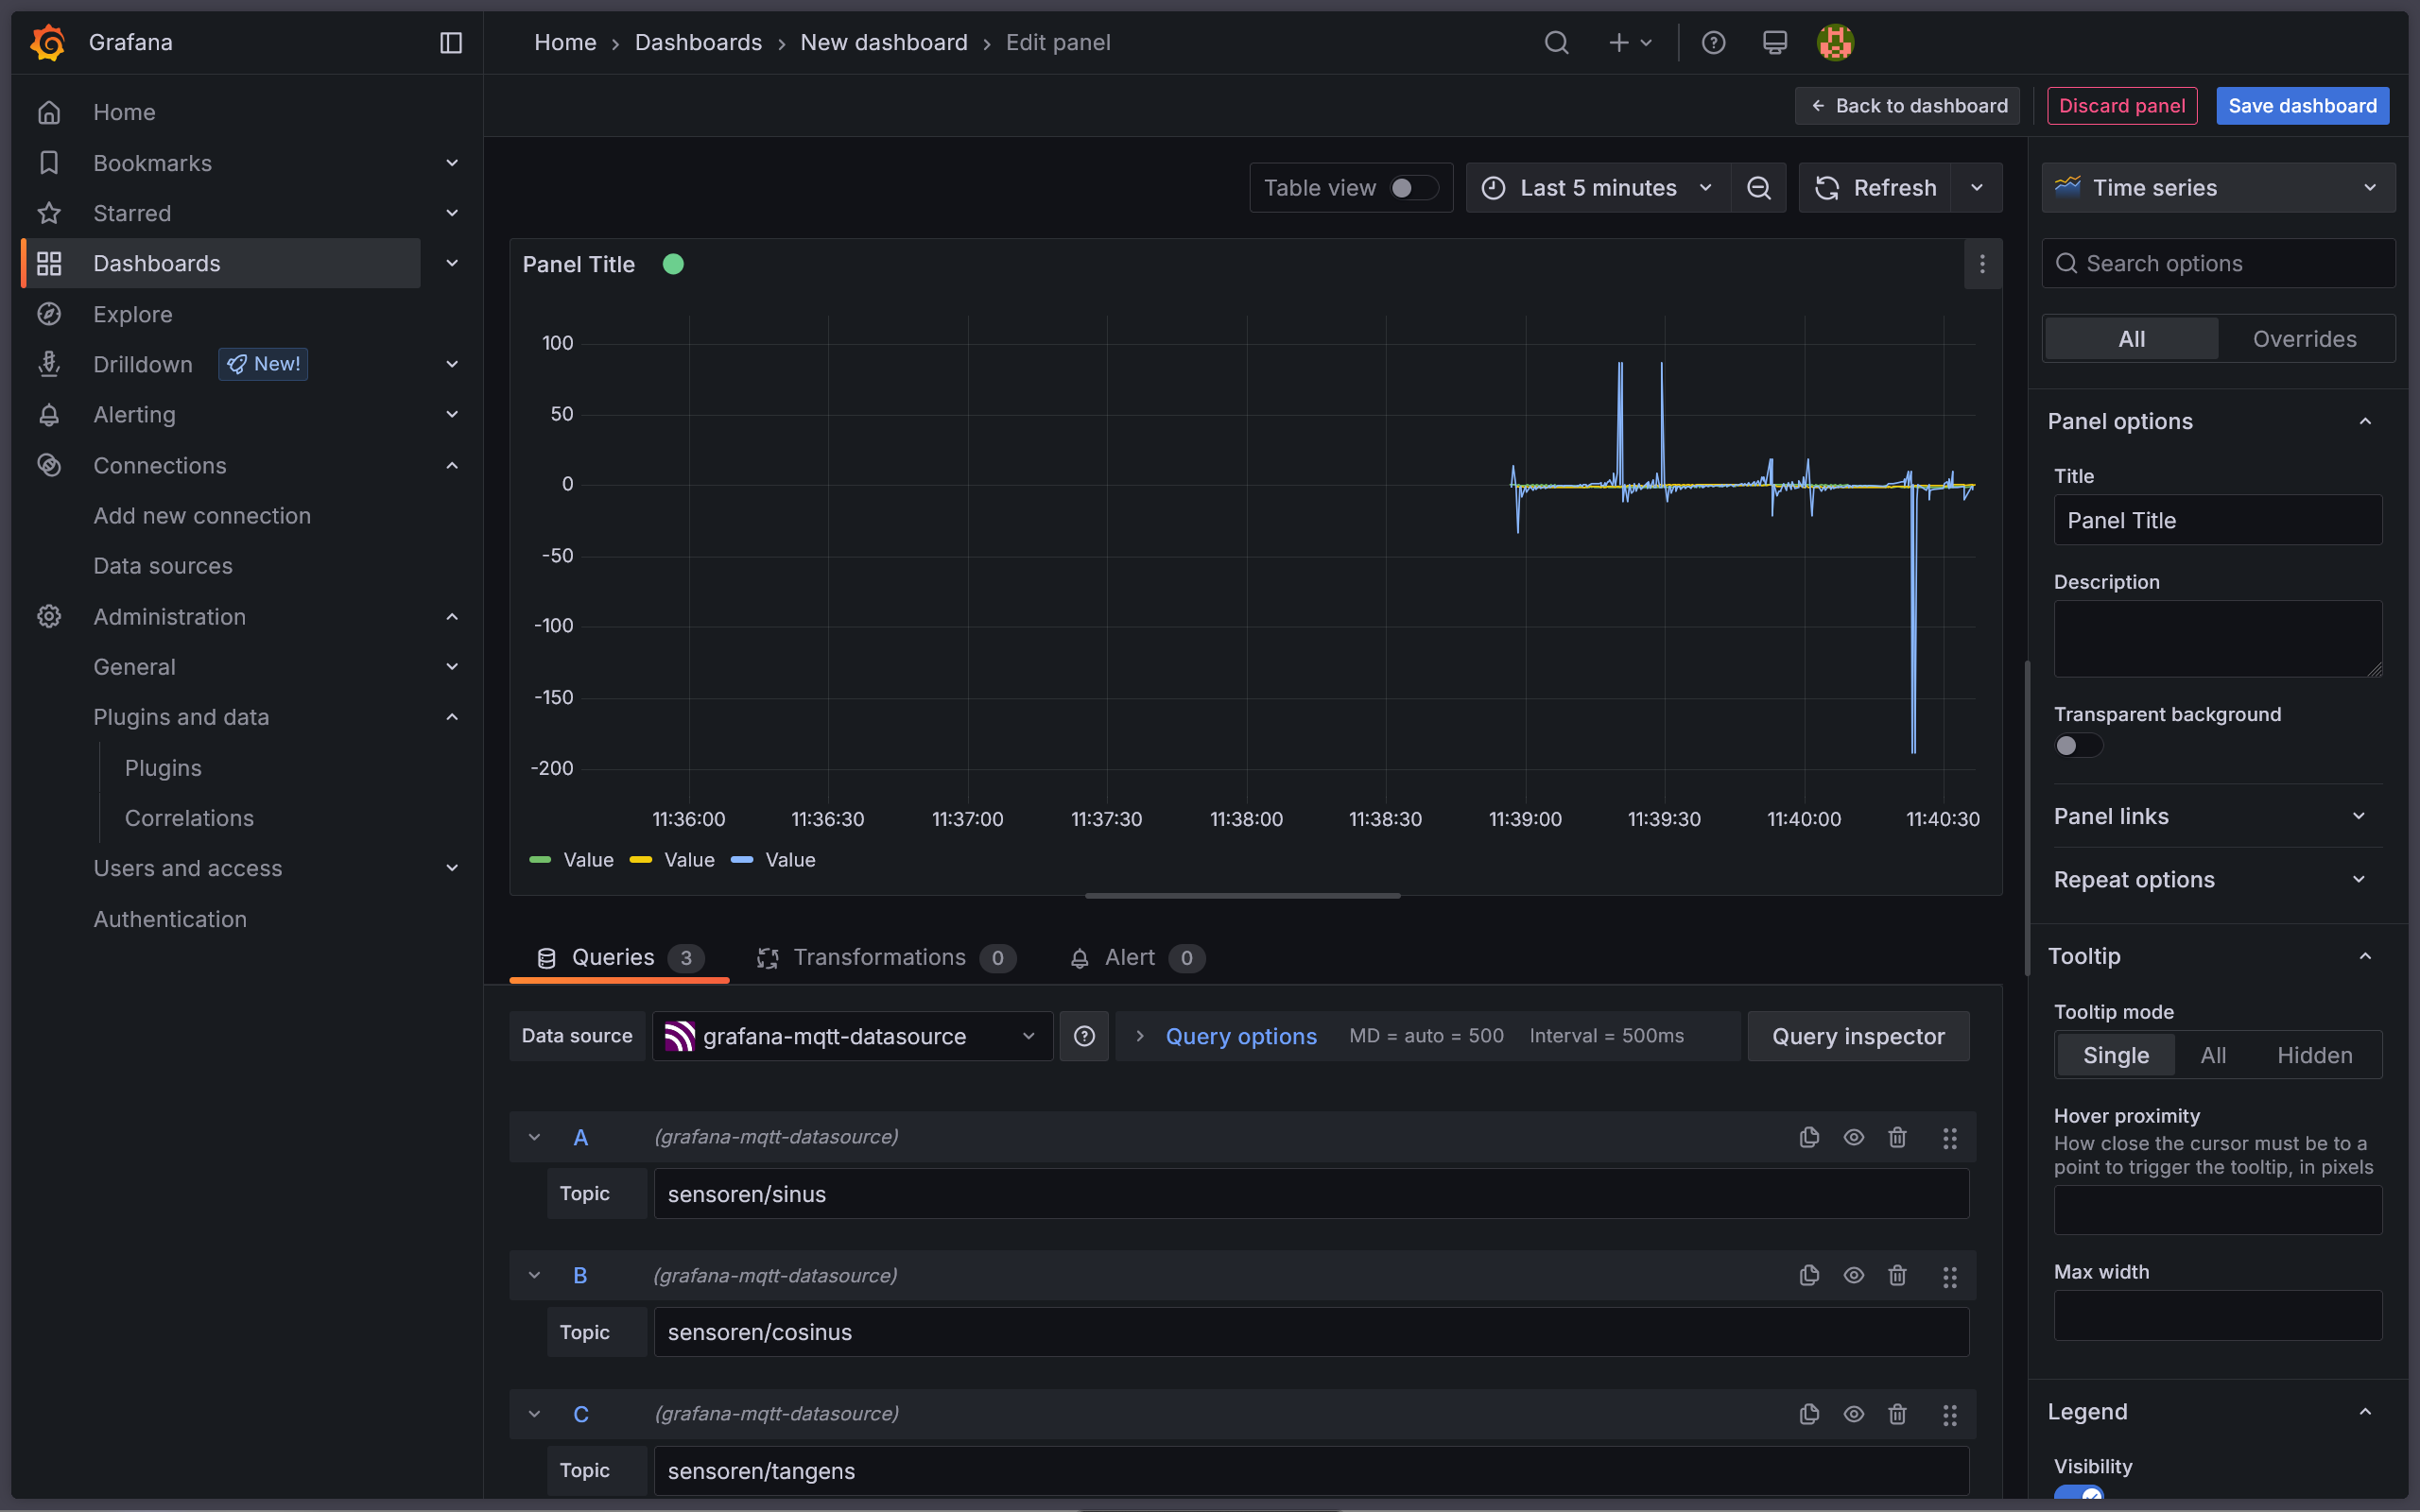 Grafana
Home › Dashboards › New dashboard › Edit panel
Back to dashboard
Discard panel
Save dashboard
Home
Bookmarks
Starred
Dashboards
Explore
Drilldown New!
Alerting
Connections
Add new connection
Data sources
Administration
General
Plugins and data
Plugins
Correlations
Users and access
Authentication
Table view
Last 5 minutes
Refresh
Panel Title
100
50
0
-50
-100
-150
-200
11:36:00 11:36:30 11:37:00 11:37:30 11:38:00 11:38:30 11:39:00 11:39:30 11:40:00 11:40:30
Value Value Value
Queries 3 Transformations 0 Alert 0
Data source grafana-mqtt-datasource Query options MD = auto = 500 Interval = 500ms Query inspector
A (grafana-mqtt-datasource)
Topic sensoren/sinus
B (grafana-mqtt-datasource)
Topic sensoren/cosinus
C (grafana-mqtt-datasource)
Topic sensoren/tangens
Time series
Search options
All Overrides
Panel options
Title
Panel Title
Description
Transparent background
Panel links
Repeat options
Tooltip
Tooltip mode
Single All Hidden
Hover proximity
How close the cursor must be to a
point to trigger the tooltip, in pixels
Max width
Legend
Visibility